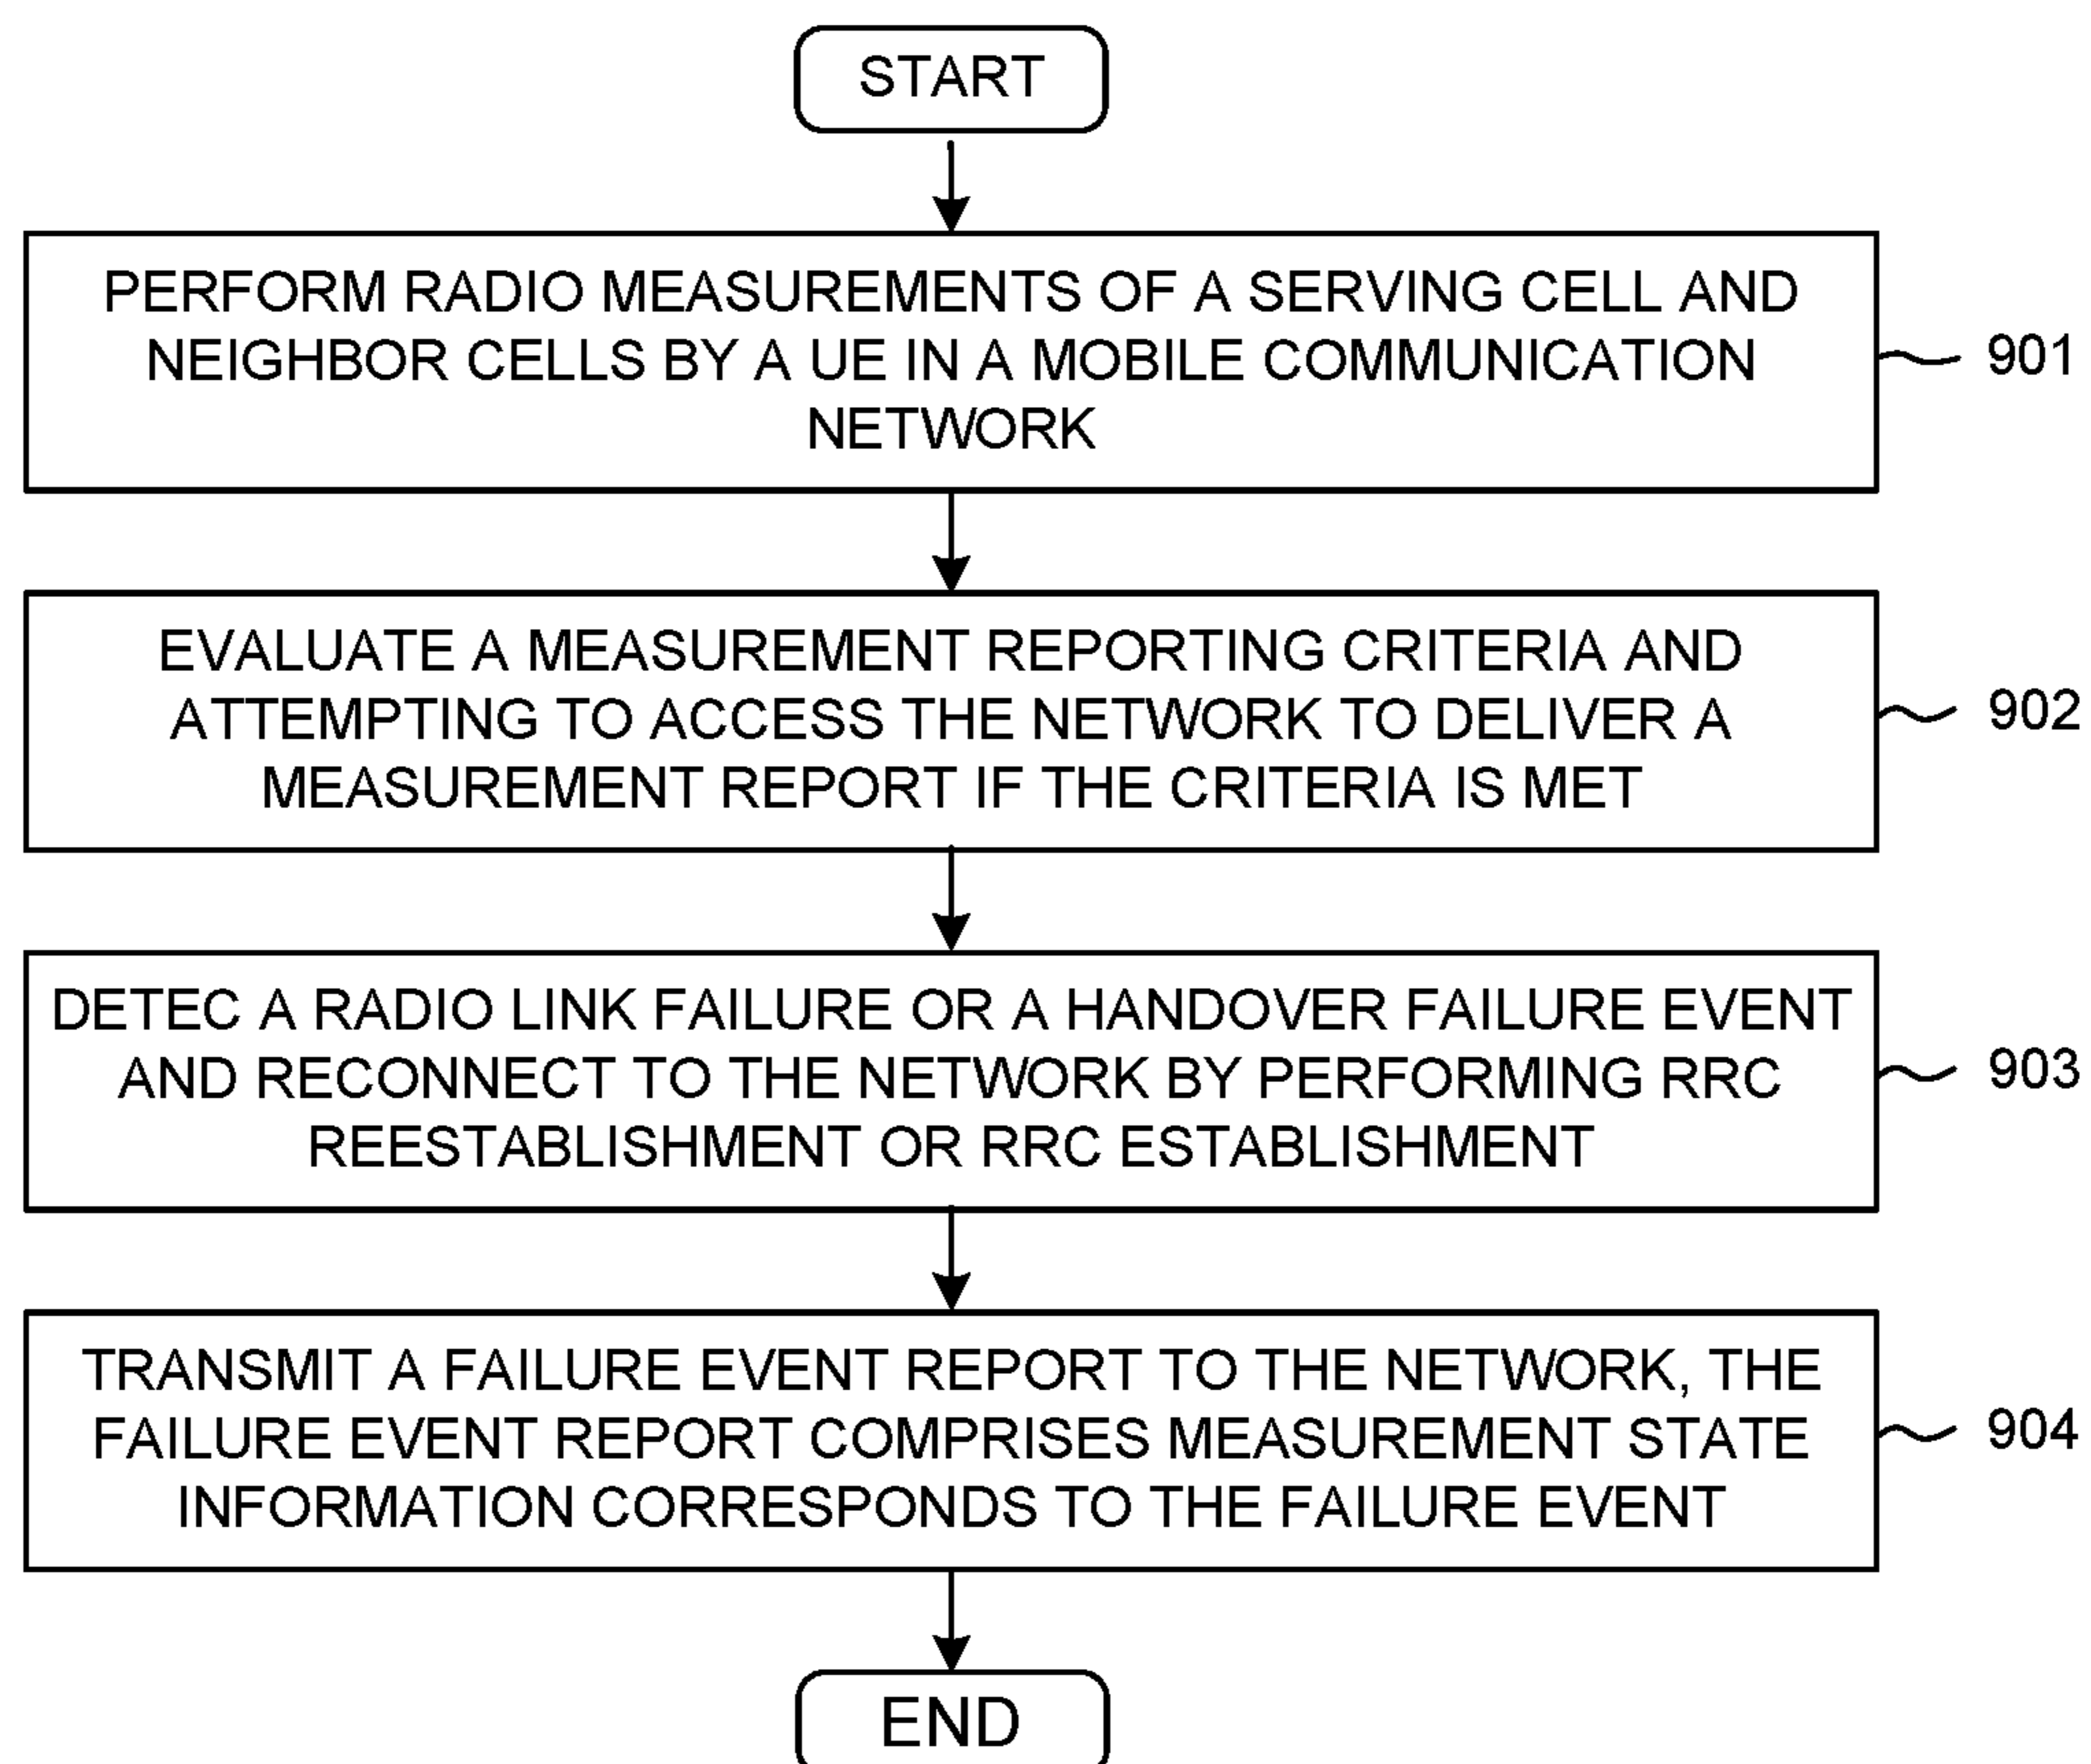 START
PERFORM RADIO MEASUREMENTS OF A SERVING CELL AND
NEIGHBOR CELLS BY A UE IN A MOBILE COMMUNICATION
NETWORK
901
EVALUATE A MEASUREMENT REPORTING CRITERIA AND
ATTEMPTING TO ACCESS THE NETWORK TO DELIVER A
MEASUREMENT REPORT IF THE CRITERIA IS MET
902
DETEC A RADIO LINK FAILURE OR A HANDOVER FAILURE EVENT
AND RECONNECT TO THE NETWORK BY PERFORMING RRC
REESTABLISHMENT OR RRC ESTABLISHMENT
903
TRANSMIT A FAILURE EVENT REPORT TO THE NETWORK, THE
FAILURE EVENT REPORT COMPRISES MEASUREMENT STATE
INFORMATION CORRESPONDS TO THE FAILURE EVENT
904
END